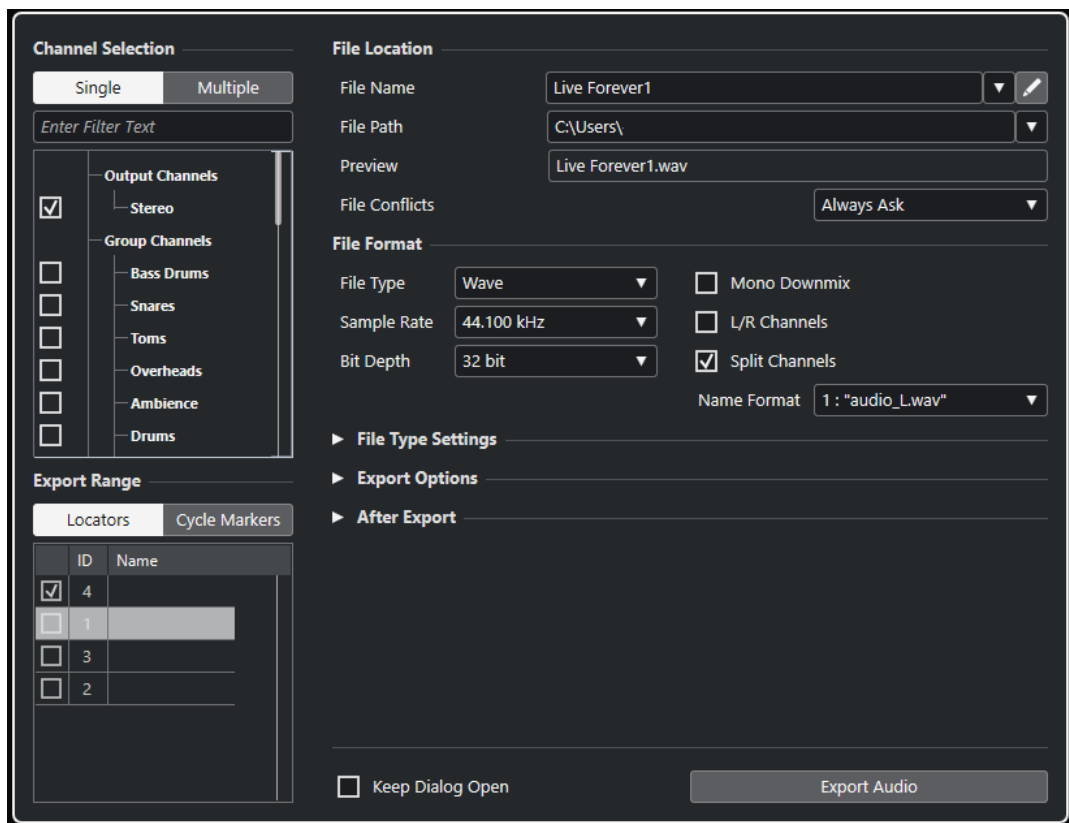 Channel Selection
Single Multiple
Enter Filter Text
Output Channels
Stereo
Group Channels
Bass Drums
Snares
Toms
Overheads
Ambience
Drums
Export Range
Locators Cycle Markers
ID Name
4
1
3
2
File Location
File Name Live Forever1
File Path C:\Users\
Preview Live Forever1.wav
File Conflicts Always Ask
File Format
File Type Wave Mono Downmix
Sample Rate 44.100 kHz L/R Channels
Bit Depth 32 bit Split Channels
Name Format 1 : "audio_L.wav"
File Type Settings
Export Options
After Export
Keep Dialog Open Export Audio